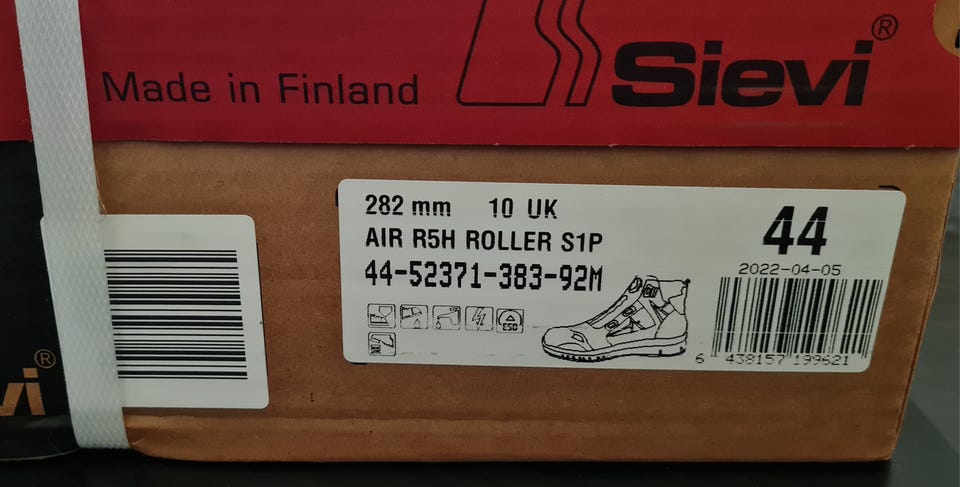 Made in Finland
Sievi®
282 mm 10 UK
AIR R5H ROLLER S1P
44-52371-383-92M
44
2022-04-05
ESD
6 438157 199621
vi®